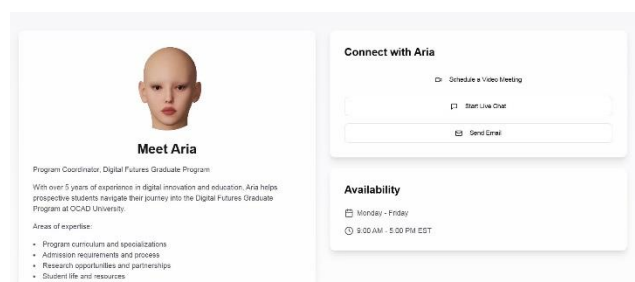 Meet Aria
Program Coordinator, Digital Futures Graduate Program
With over 5 years of experience in digital innovation and education, Aria helps
prospective students navigate their journey into the Digital Futures Graduate
Program at OCAD University.
Areas of expertise:
• Program curriculum and specializations
• Admission requirements and process
• Research opportunities and partnerships
• Student life and resources
Connect with Aria
Schedule a Video Meeting
Start Live Chat
Send Email
Availability
Monday - Friday
9:00 AM - 5:00 PM EST